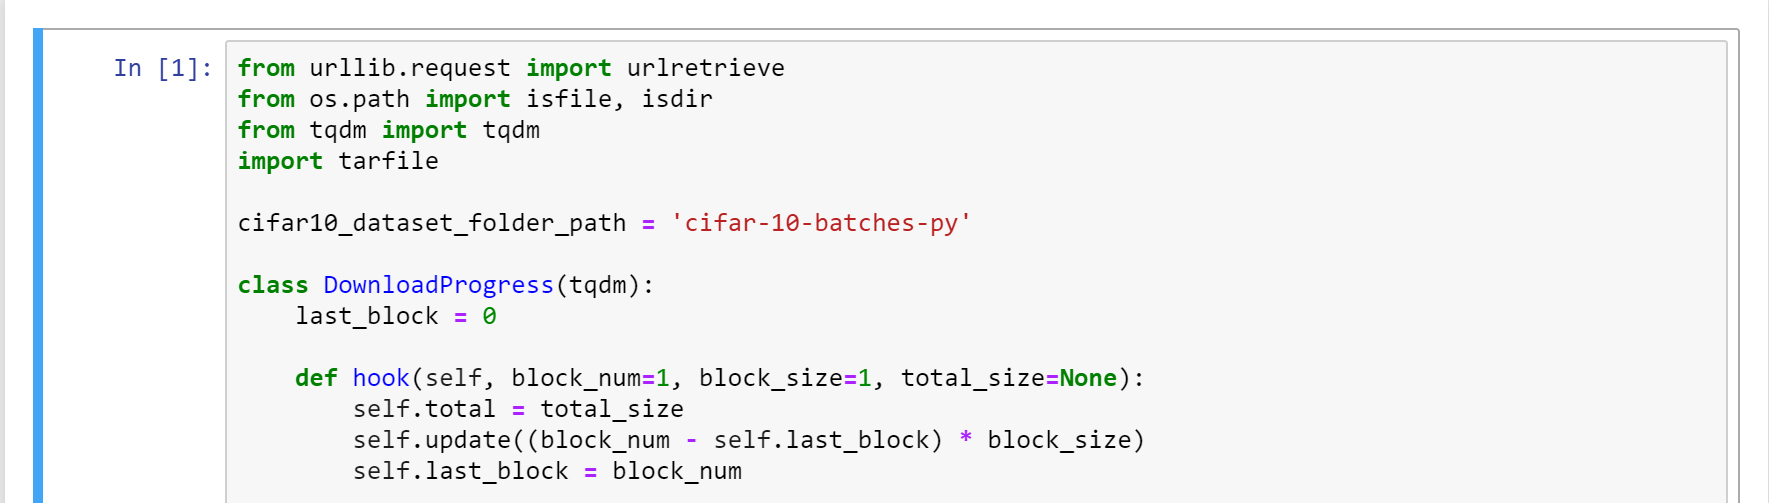 In [1]: from urllib.request import urlretrieve
from os.path import isfile, isdir
from tqdm import tqdm
import tarfile
cifar10_dataset_folder_path = 'cifar-10-batches-py'
class DownloadProgress(tqdm):
    last_block = 0
    def hook(self, block_num=1, block_size=1, total_size=None):
        self.total = total_size
        self.update((block_num - self.last_block) * block_size)
        self.last_block = block_num